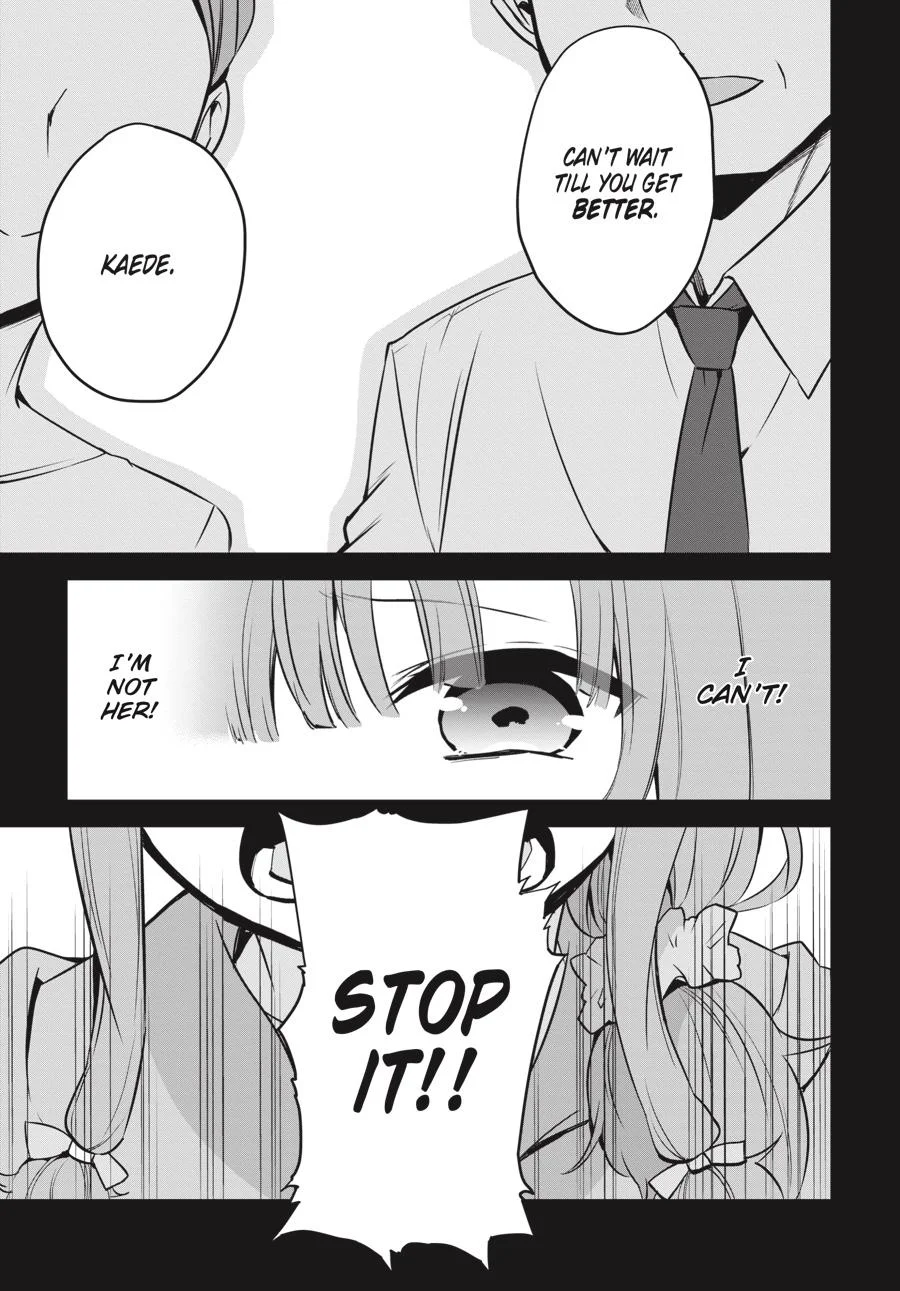 CAN'T WAIT
TILL YOU GET
BETTER.
KAEDE.
I
CAN'T!
I'M
NOT
HER!
STOP
IT!!